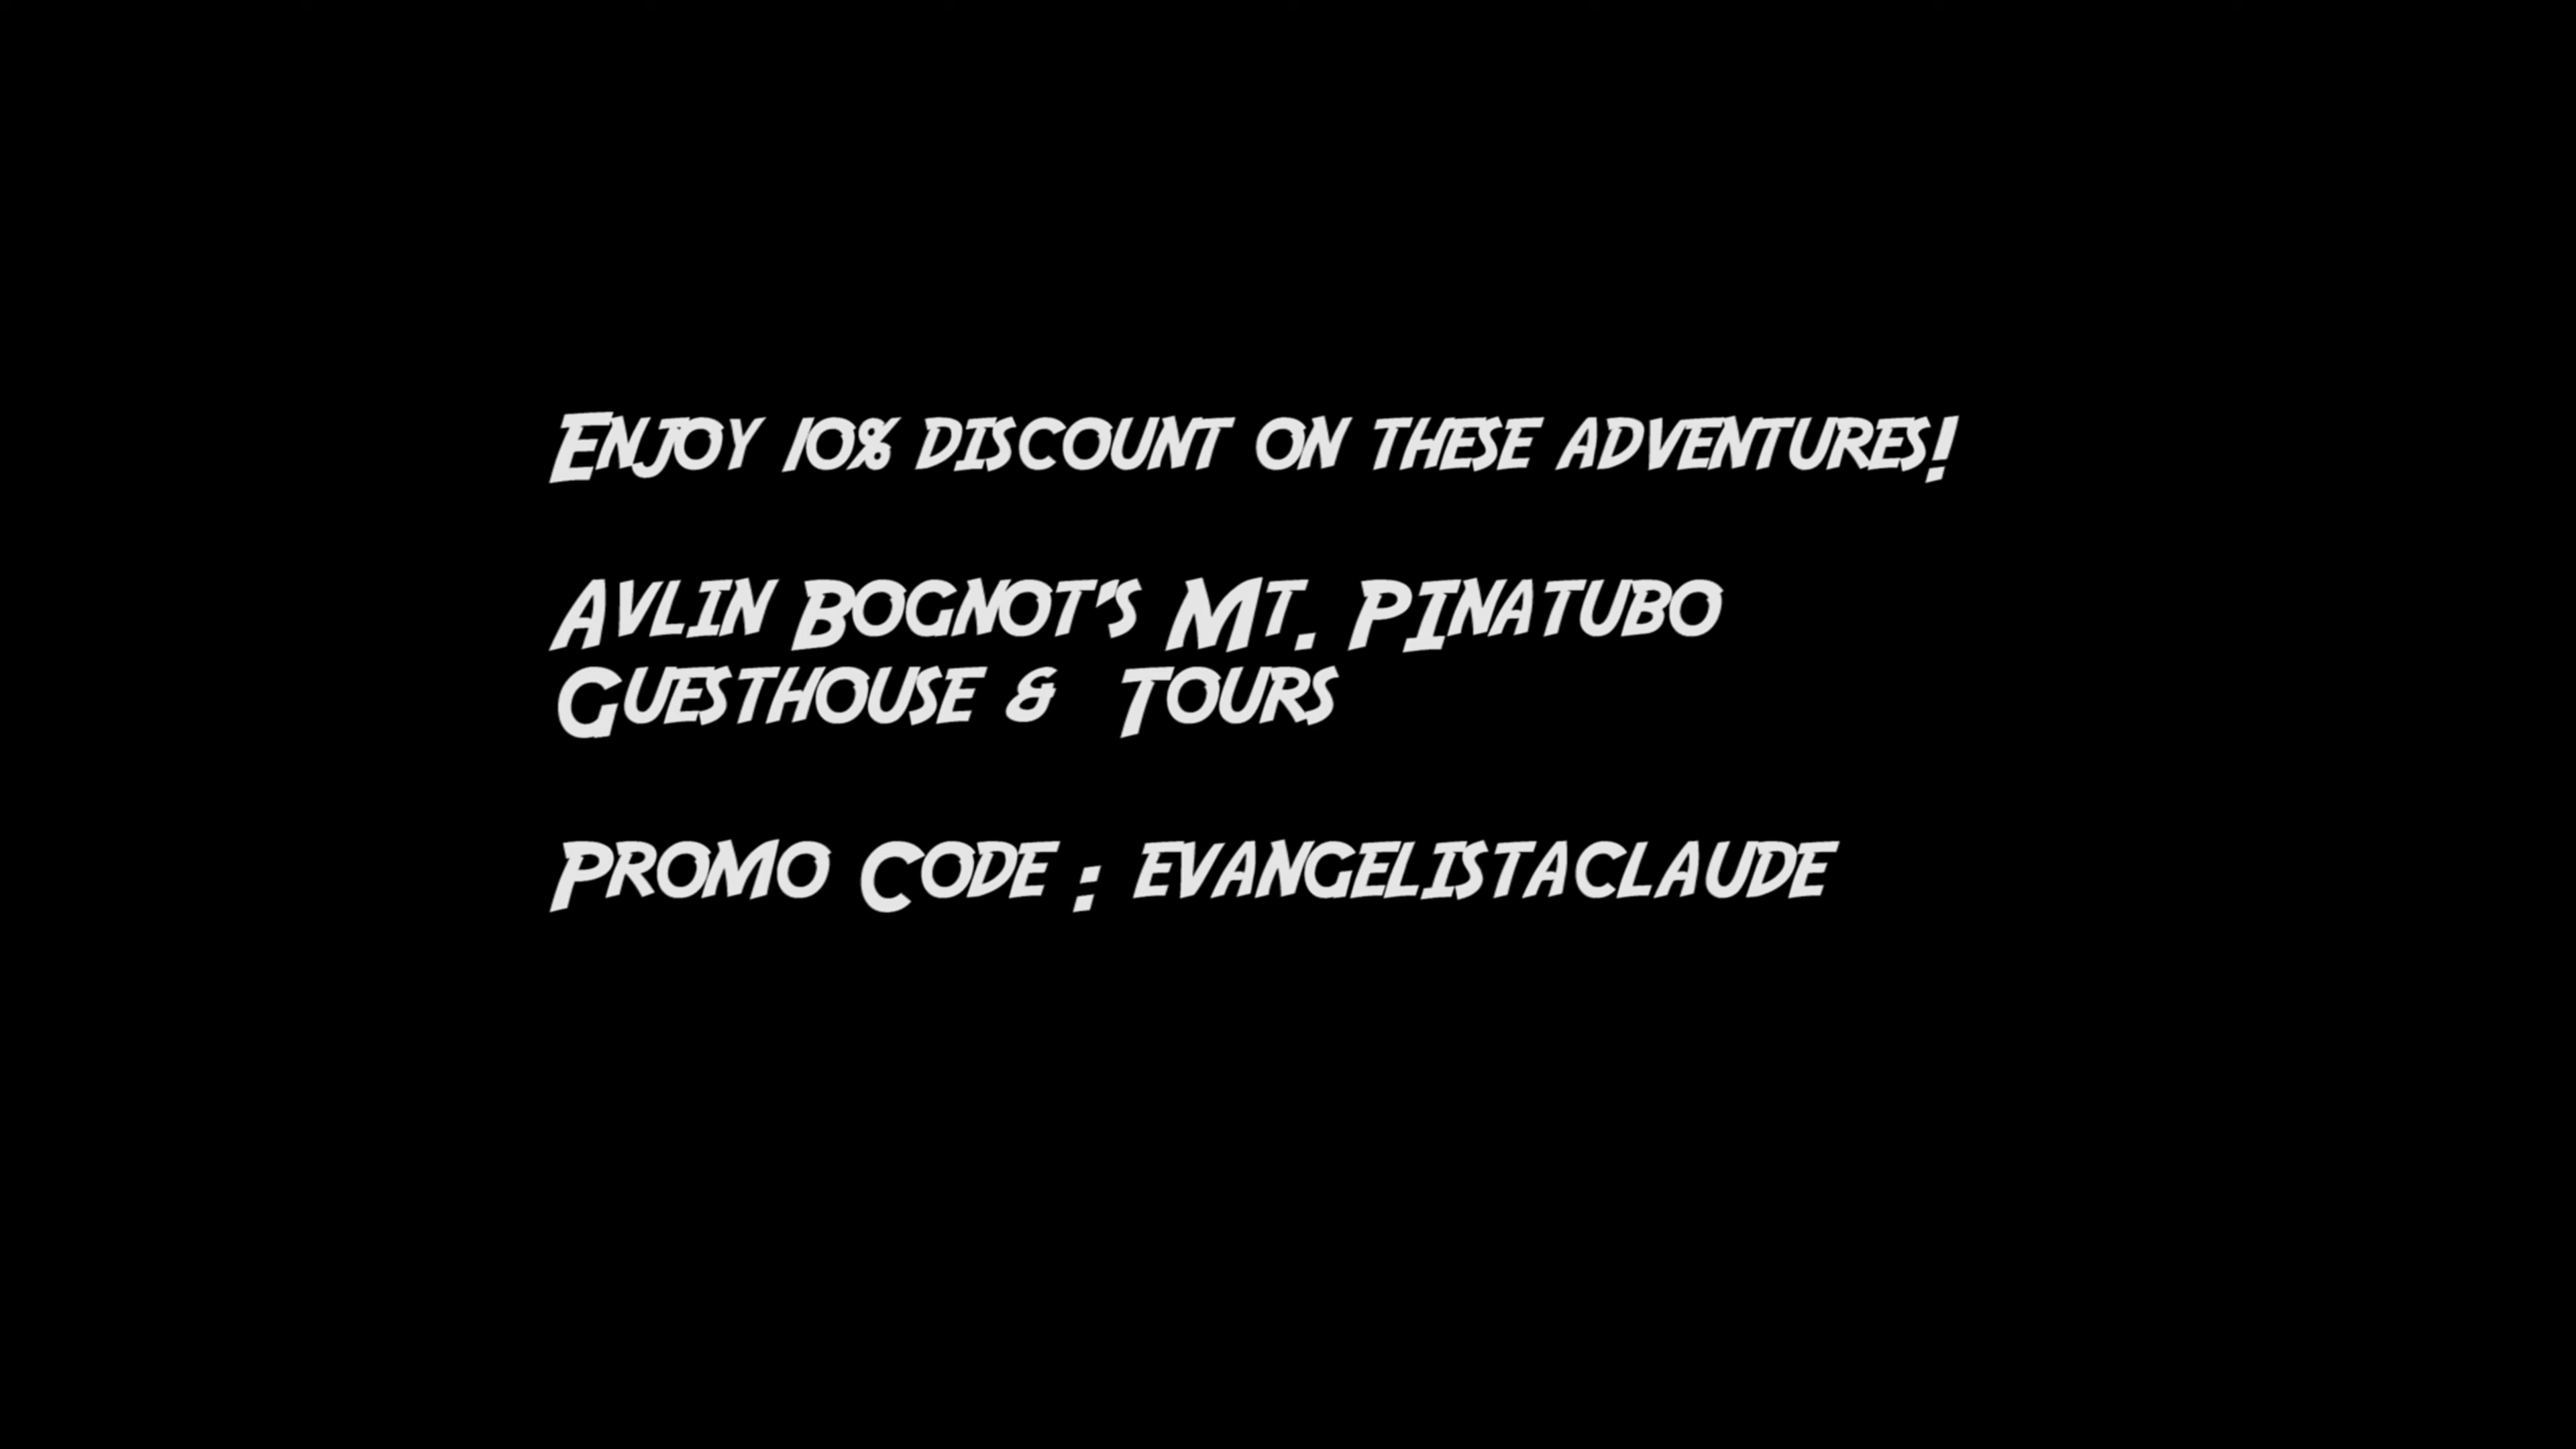 Enjoy 10% discount on these adventures!
Avlin Bognot's Mt. PInatubo
Guesthouse &  Tours
Promo Code : evangelistaclaude